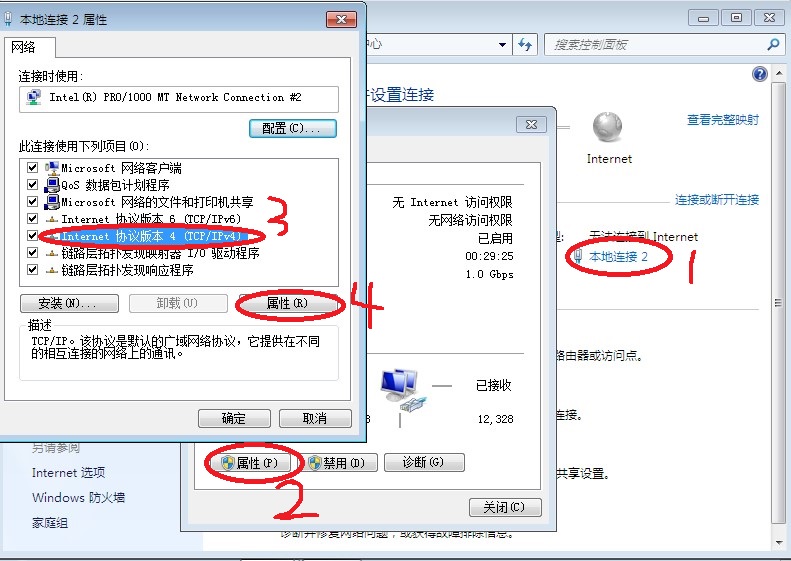 本地连接 2 属性
网络
连接时使用:
Intel(R) PRO/1000 MT Network Connection #2
配置(C)...
此连接使用下列项目(O):
Microsoft 网络客户端
QoS 数据包计划程序
Microsoft 网络的文件和打印机共享
Internet 协议版本 6 (TCP/IPv6)
Internet 协议版本 4 (TCP/IPv4)
链路层拓扑发现映射器 I/O 驱动程序
链路层拓扑发现响应程序
3
安装(N)...
卸载(U)
属性(R)
4
描述
TCP/IP。该协议是默认的广域网络协议，它提供在不同
的相互连接的网络上的通讯。
确定
取消
中心
搜索控制面板
设置连接
查看完整映射
Internet
连接或断开连接
型:
无法连接到 Internet
本地连接 2
1
无 Internet 访问权限
无网络访问权限
已启用
00:29:25
1.0 Gbps
路由器或访问点。
已接收
8
12,328
连接。
属性(P)
禁用(D)
诊断(G)
共享设置。
2
关闭(C)
另请参阅
Internet 选项
Windows 防火墙
家庭组
诊断并修复网络问题，或获得故障排除信息。